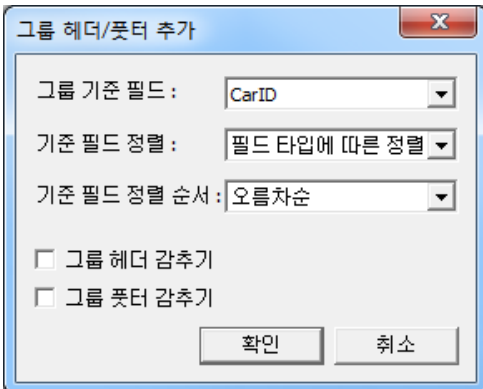 그룹 헤더/풋터 추가
그룹 기준 필드 : CarID
기준 필드 정렬 : 필드 타입에 따른 정렬
기준 필드 정렬 순서 : 오름차순
그룹 헤더 감추기
그룹 풋터 감추기
확인 취소